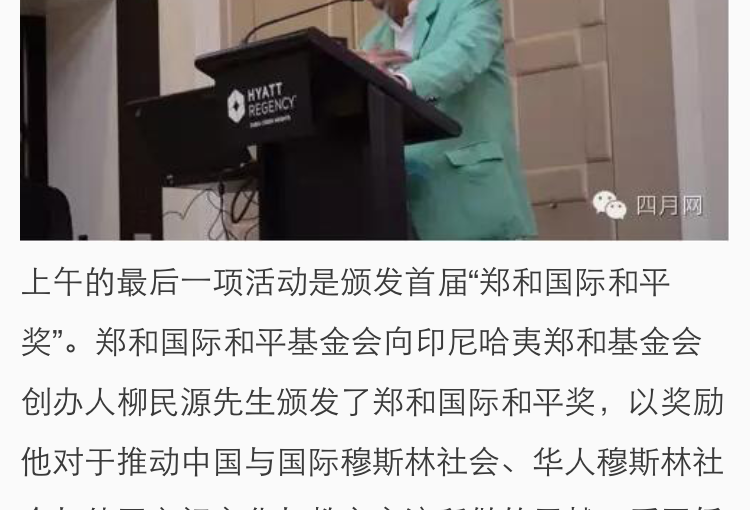 HYATT
REGENCY
DUBAI CREEK HEIGHTS
四月网
上午的最后一项活动是颁发首届“郑和国际和平
奖”。郑和国际和平基金会向印尼哈夷郑和基金会
创办人柳民源先生颁发了郑和国际和平奖，以奖励
他对于推动中国与国际穆斯林社会、华人穆斯林社